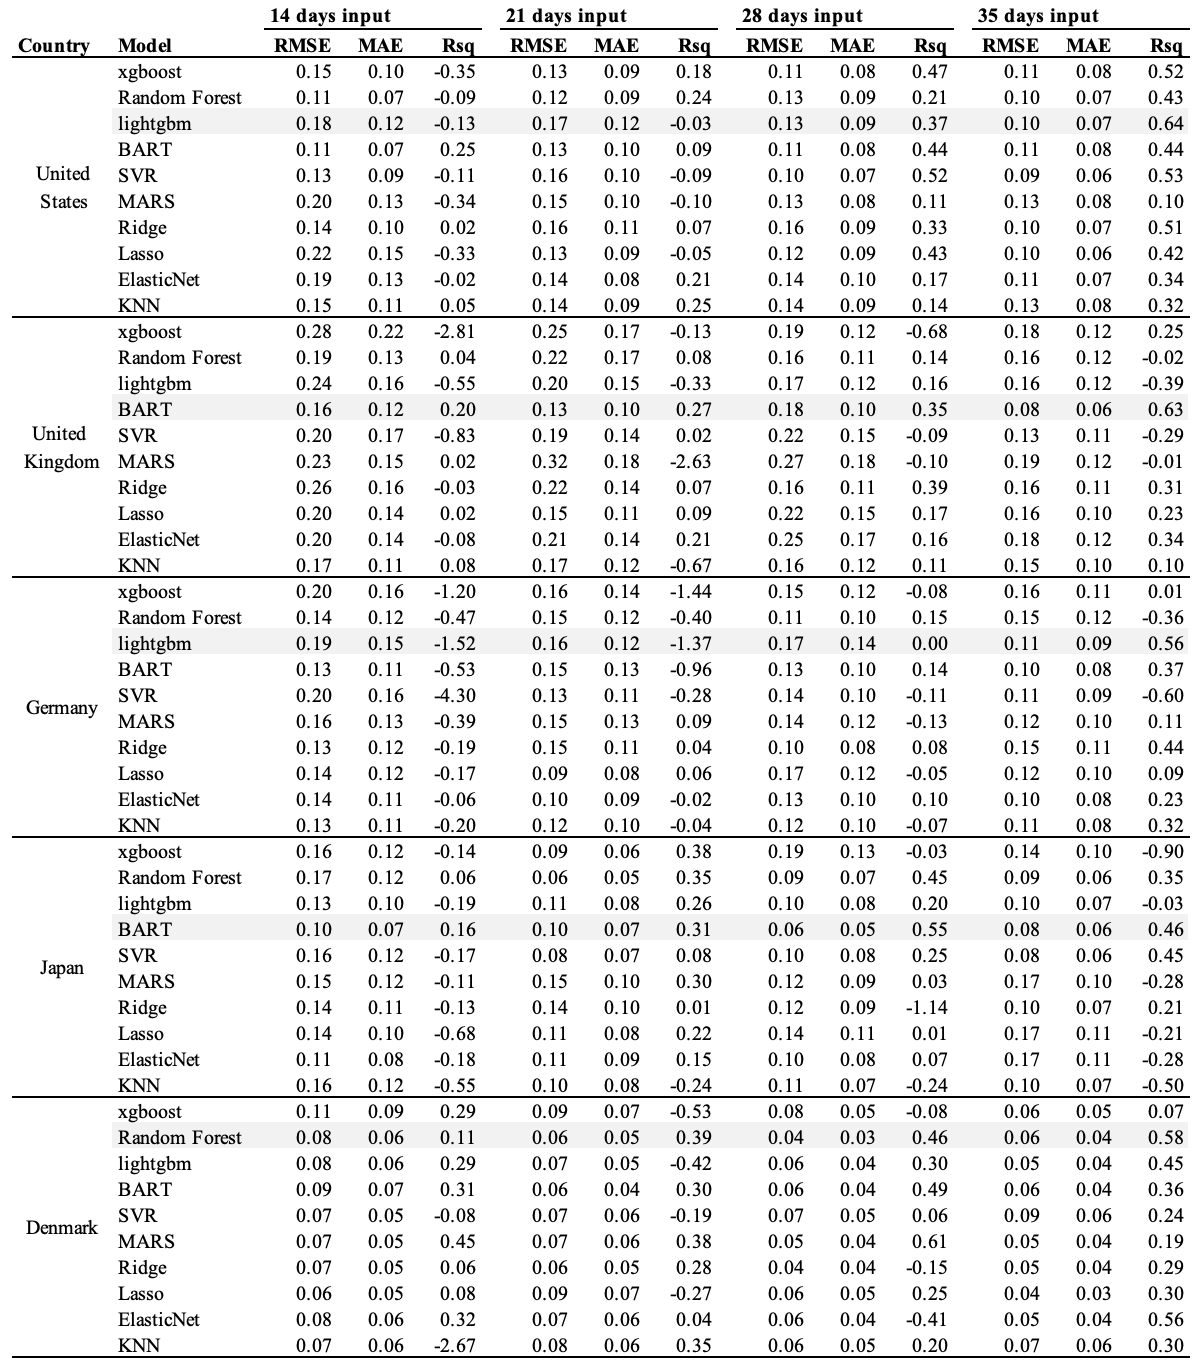 14 days input 21 days input 28 days input 35 days input
Country Model RMSE MAE Rsq RMSE MAE Rsq RMSE MAE Rsq RMSE MAE Rsq
xgboost 0.15 0.10 -0.35 0.13 0.09 0.18 0.11 0.08 0.47 0.11 0.08 0.52
Random Forest 0.11 0.07 -0.09 0.12 0.09 0.24 0.13 0.09 0.21 0.10 0.07 0.43
lightgbm 0.18 0.12 -0.13 0.17 0.12 -0.03 0.13 0.09 0.37 0.10 0.07 0.64
BART 0.11 0.07 0.25 0.13 0.10 0.09 0.11 0.08 0.44 0.11 0.08 0.44
United SVR 0.13 0.09 -0.11 0.16 0.10 -0.09 0.10 0.07 0.52 0.09 0.06 0.53
States MARS 0.20 0.13 -0.34 0.15 0.10 -0.10 0.13 0.08 0.11 0.13 0.08 0.10
Ridge 0.14 0.10 0.02 0.16 0.11 0.07 0.16 0.09 0.33 0.10 0.07 0.51
Lasso 0.22 0.15 -0.33 0.13 0.09 -0.05 0.12 0.09 0.43 0.10 0.06 0.42
ElasticNet 0.19 0.13 -0.02 0.14 0.08 0.21 0.14 0.10 0.17 0.11 0.07 0.34
KNN 0.15 0.11 0.05 0.14 0.09 0.25 0.14 0.09 0.14 0.13 0.08 0.32
xgboost 0.28 0.22 -2.81 0.25 0.17 -0.13 0.19 0.12 -0.68 0.18 0.12 0.25
Random Forest 0.19 0.13 0.04 0.22 0.17 0.08 0.16 0.11 0.14 0.16 0.12 -0.02
lightgbm 0.24 0.16 -0.55 0.20 0.15 -0.33 0.17 0.12 0.16 0.16 0.12 -0.39
BART 0.16 0.12 0.20 0.13 0.10 0.27 0.18 0.10 0.35 0.08 0.06 0.63
United SVR 0.20 0.17 -0.83 0.19 0.14 0.02 0.22 0.15 -0.09 0.13 0.11 -0.29
Kingdom MARS 0.23 0.15 0.02 0.32 0.18 -2.63 0.27 0.18 -0.10 0.19 0.12 -0.01
Ridge 0.26 0.16 -0.03 0.22 0.14 0.07 0.16 0.11 0.39 0.16 0.11 0.31
Lasso 0.20 0.14 0.02 0.15 0.11 0.09 0.22 0.15 0.17 0.16 0.10 0.23
ElasticNet 0.20 0.14 -0.08 0.21 0.14 0.21 0.25 0.17 0.16 0.18 0.12 0.34
KNN 0.17 0.11 0.08 0.17 0.12 -0.67 0.16 0.12 0.11 0.15 0.10 0.10
xgboost 0.20 0.16 -1.20 0.16 0.14 -1.44 0.15 0.12 -0.08 0.16 0.11 0.01
Random Forest 0.14 0.12 -0.47 0.15 0.12 -0.40 0.11 0.10 0.15 0.15 0.12 -0.36
lightgbm 0.19 0.15 -1.52 0.16 0.12 -1.37 0.17 0.14 0.00 0.11 0.09 0.56
BART 0.13 0.11 -0.53 0.15 0.13 -0.96 0.13 0.10 0.14 0.10 0.08 0.37
SVR 0.20 0.16 -4.30 0.13 0.11 -0.28 0.14 0.10 -0.11 0.11 0.09 -0.60
Germany MARS 0.16 0.13 -0.39 0.15 0.13 0.09 0.14 0.12 -0.13 0.12 0.10 0.11
Ridge 0.13 0.12 -0.19 0.15 0.11 0.04 0.10 0.08 0.08 0.15 0.11 0.44
Lasso 0.14 0.12 -0.17 0.09 0.08 0.06 0.17 0.12 -0.05 0.12 0.10 0.09
ElasticNet 0.14 0.11 -0.06 0.10 0.09 -0.02 0.13 0.10 0.10 0.10 0.08 0.23
KNN 0.13 0.11 -0.20 0.12 0.10 -0.04 0.12 0.10 -0.07 0.11 0.08 0.32
xgboost 0.16 0.12 -0.14 0.09 0.06 0.38 0.19 0.13 -0.03 0.14 0.10 -0.90
Random Forest 0.17 0.12 0.06 0.06 0.05 0.35 0.09 0.07 0.45 0.09 0.06 0.35
lightgbm 0.13 0.10 -0.19 0.11 0.08 0.26 0.10 0.08 0.20 0.10 0.07 -0.03
BART 0.10 0.07 0.16 0.10 0.07 0.31 0.06 0.05 0.55 0.08 0.06 0.46
Japan SVR 0.16 0.12 -0.17 0.08 0.07 0.08 0.10 0.08 0.25 0.08 0.06 0.45
MARS 0.15 0.12 -0.11 0.15 0.10 0.30 0.12 0.09 0.03 0.17 0.10 -0.28
Ridge 0.14 0.11 -0.13 0.14 0.10 0.01 0.12 0.09 -1.14 0.10 0.07 0.21
Lasso 0.14 0.10 -0.68 0.11 0.08 0.22 0.14 0.11 0.01 0.17 0.11 -0.21
ElasticNet 0.11 0.08 -0.18 0.11 0.09 0.15 0.10 0.08 0.07 0.17 0.11 -0.28
KNN 0.16 0.12 -0.55 0.10 0.08 -0.24 0.11 0.07 -0.24 0.10 0.07 -0.50
xgboost 0.11 0.09 0.29 0.09 0.07 -0.53 0.08 0.05 -0.08 0.06 0.05 0.07
Random Forest 0.08 0.06 0.11 0.06 0.05 0.39 0.04 0.03 0.46 0.06 0.04 0.58
lightgbm 0.08 0.06 0.29 0.07 0.05 -0.42 0.06 0.04 0.30 0.05 0.04 0.45
BART 0.09 0.07 0.31 0.06 0.04 0.30 0.06 0.04 0.49 0.06 0.04 0.36
Denmark SVR 0.07 0.05 -0.08 0.07 0.06 -0.19 0.07 0.05 0.06 0.09 0.06 0.24
MARS 0.07 0.05 0.45 0.07 0.06 0.38 0.05 0.04 0.61 0.05 0.04 0.19
Ridge 0.07 0.05 0.06 0.06 0.05 0.28 0.04 0.04 -0.15 0.05 0.04 0.29
Lasso 0.06 0.05 0.08 0.09 0.07 -0.27 0.06 0.05 0.25 0.04 0.03 0.30
ElasticNet 0.08 0.06 0.32 0.07 0.06 0.04 0.06 0.04 -0.41 0.05 0.04 0.56
KNN 0.07 0.06 -2.67 0.08 0.06 0.35 0.06 0.05 0.20 0.07 0.06 0.30